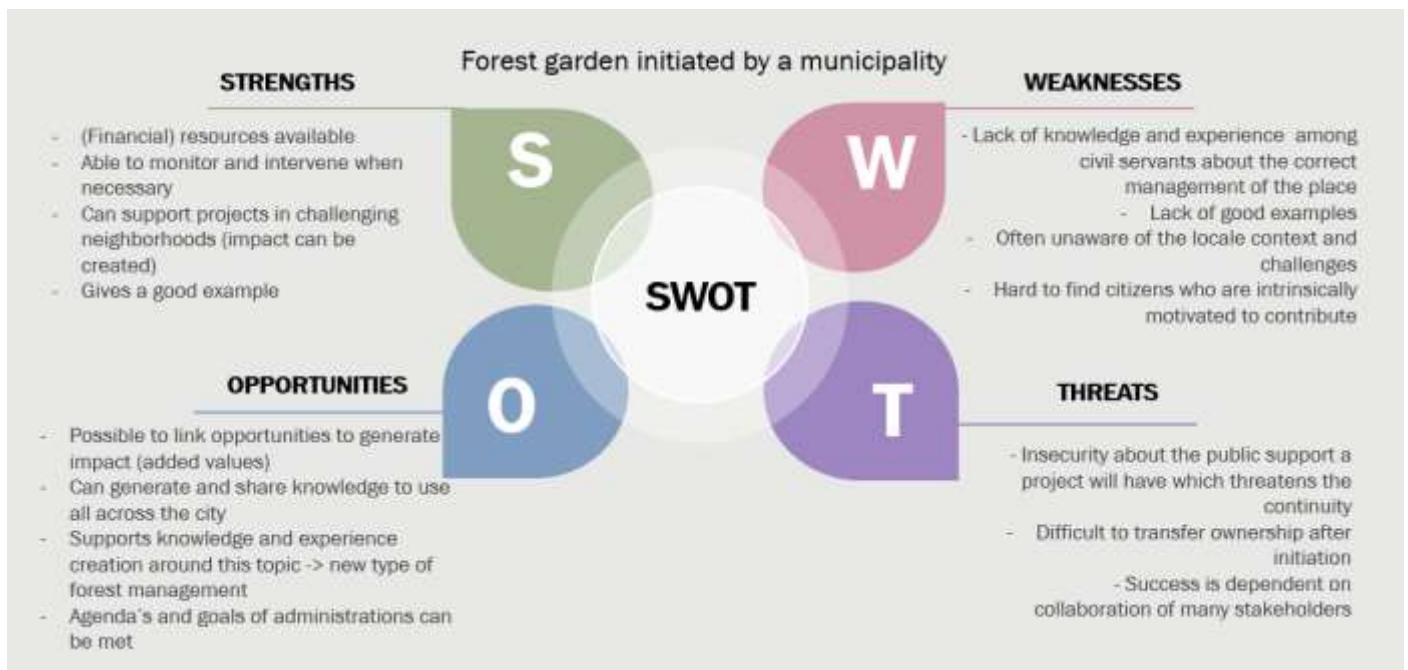 Forest garden initiated by a municipality
STRENGTHS
- (Financial) resources available
- Able to monitor and intervene when
necessary
- Can support projects in challenging
neighborhoods (impact can be
created)
- Gives a good example
S
W
WEAKNESSES
- Lack of knowledge and experience among
civil servants about the correct
management of the place
- Lack of good examples
- Often unaware of the locale context and
challenges
- Hard to find citizens who are intrinsically
motivated to contribute
SWOT
OPPORTUNITIES
- Possible to link opportunities to generate
impact (added values)
- Can generate and share knowledge to use
all across the city
- Supports knowledge and experience
creation around this topic -> new type of
forest management
- Agenda's and goals of administrations can
be met
O
T
THREATS
- Insecurity about the public support a
project will have which threatens the
continuity
- Difficult to transfer ownership after
initiation
- Success is dependent on
collaboration of many stakeholders